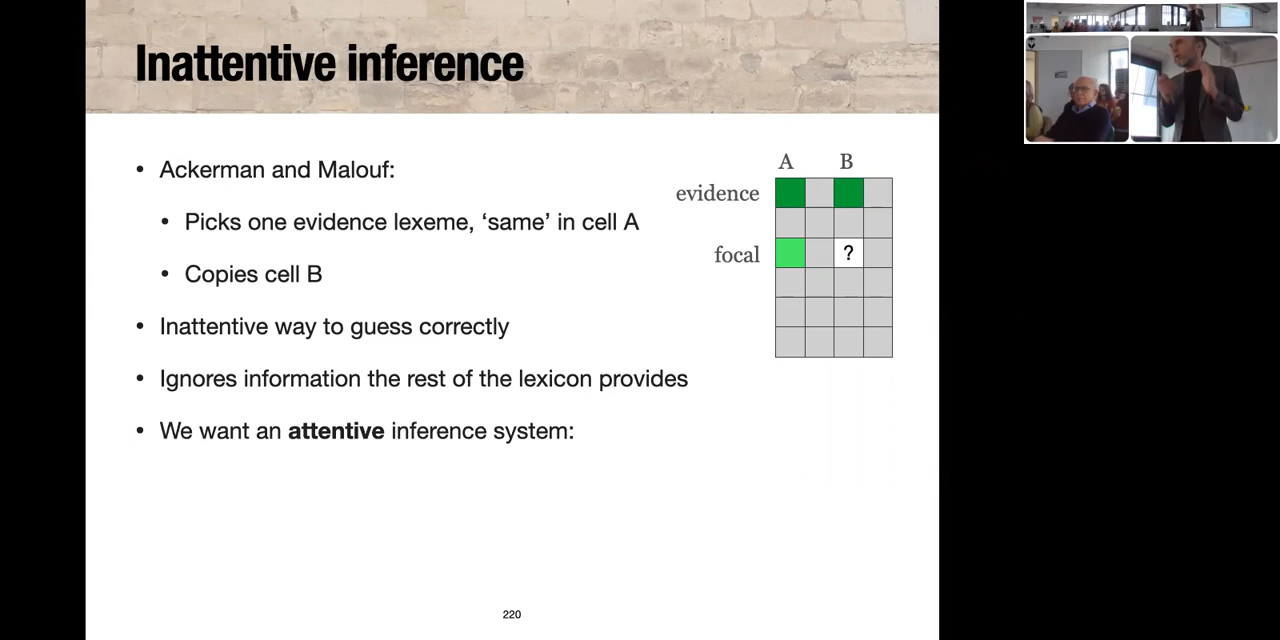 Inattentive inference
• Ackerman and Malouf:
• Picks one evidence lexeme, ‘same’ in cell A
• Copies cell B
• Inattentive way to guess correctly
• Ignores information the rest of the lexicon provides
• We want an attentive inference system:
A B
evidence
focal ?
220